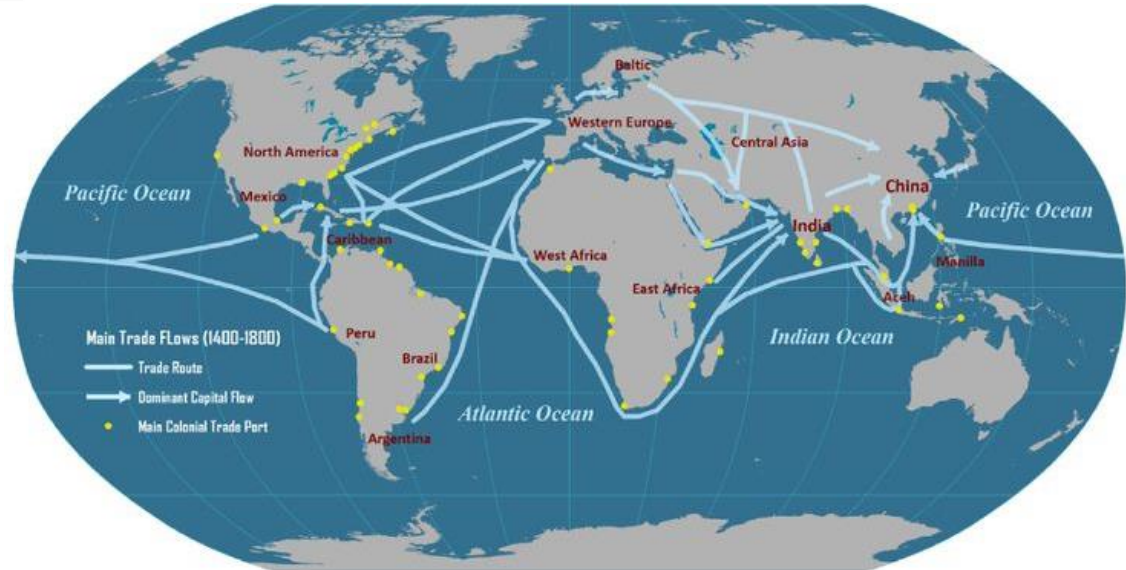 Baltic
Western Europe
Central Asia
North America
Pacific Ocean
Mexico
China
Pacific Ocean
India
Caribbean
West Africa
Manilla
East Africa
Aceh
Main Trade FLows (1400-1800)
Trade Route
Dominant Capital Flow
Main Colonial Trade Port
Peru
Brazil
Indian Ocean
Atlantic Ocean
Argentina